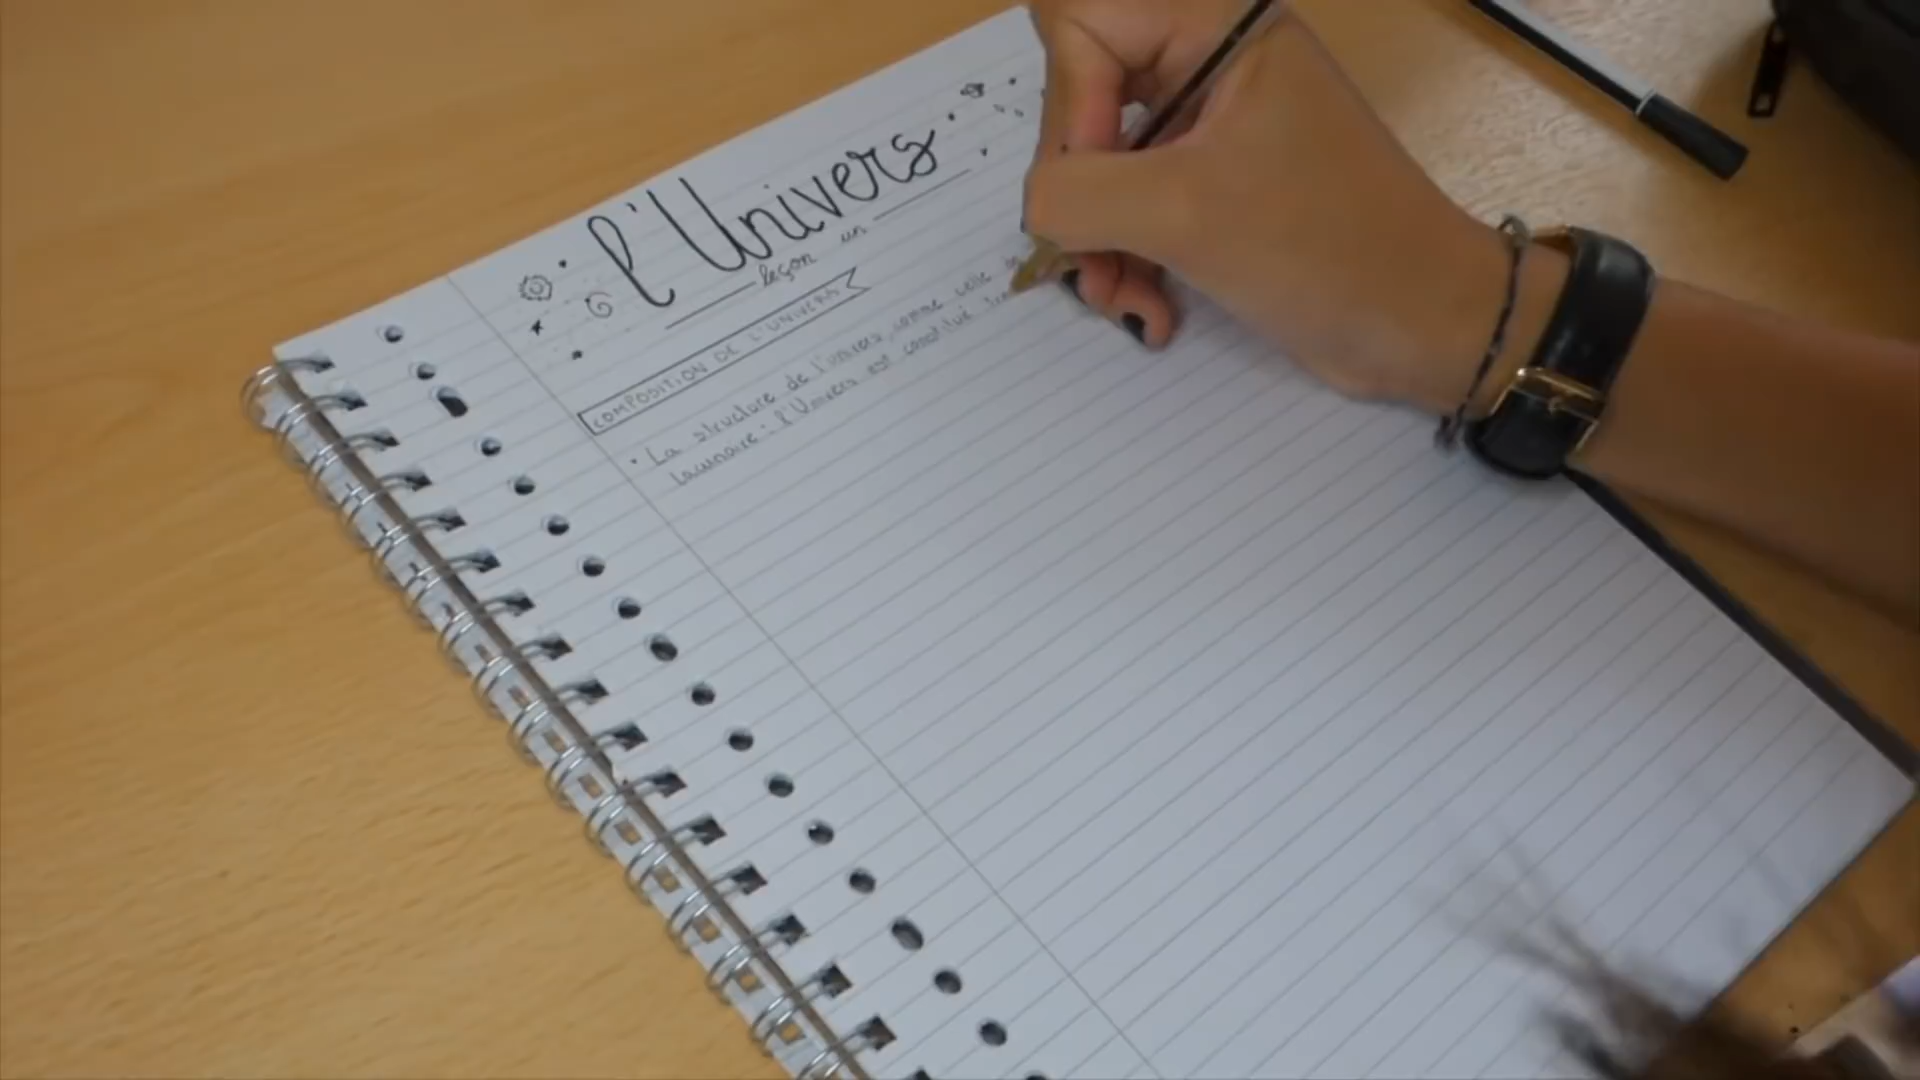 l'Univers
leçon un
COMPOSITION DE L'UNIVERS
• La structure de l'univers, comme celle
lacunaire : l'Univers est constitué